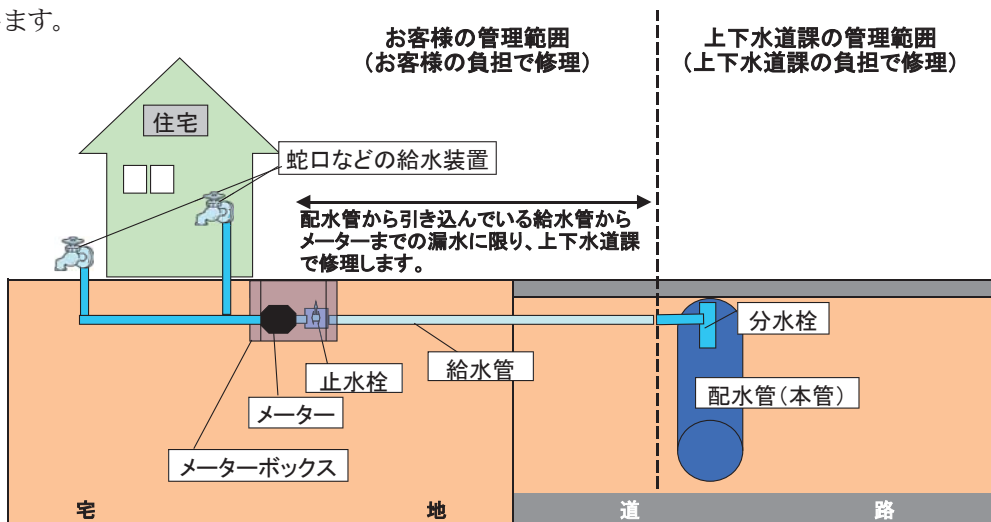 ます。
お客様の管理範囲
(お客様の負担で修理)
上下水道課の管理範囲
(上下水道課の負担で修理)
住宅
蛇口などの給水装置
配水管から引き込んでいる給水管から
メーターまでの漏水に限り、上下水道課
で修理します。
分水栓
止水栓
給水管
配水管(本管)
メーター
メーターボックス
宅地
道路